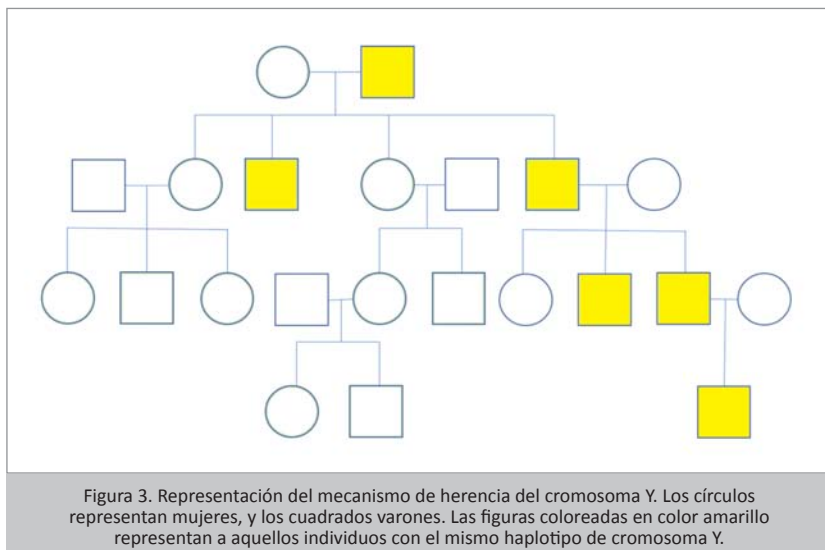 Figura 3. Representación del mecanismo de herencia del cromosoma Y. Los círculos
representan mujeres, y los cuadrados varones. Las figuras coloreadas en color amarillo
representan a aquellos individuos con el mismo haplotipo de cromosoma Y.